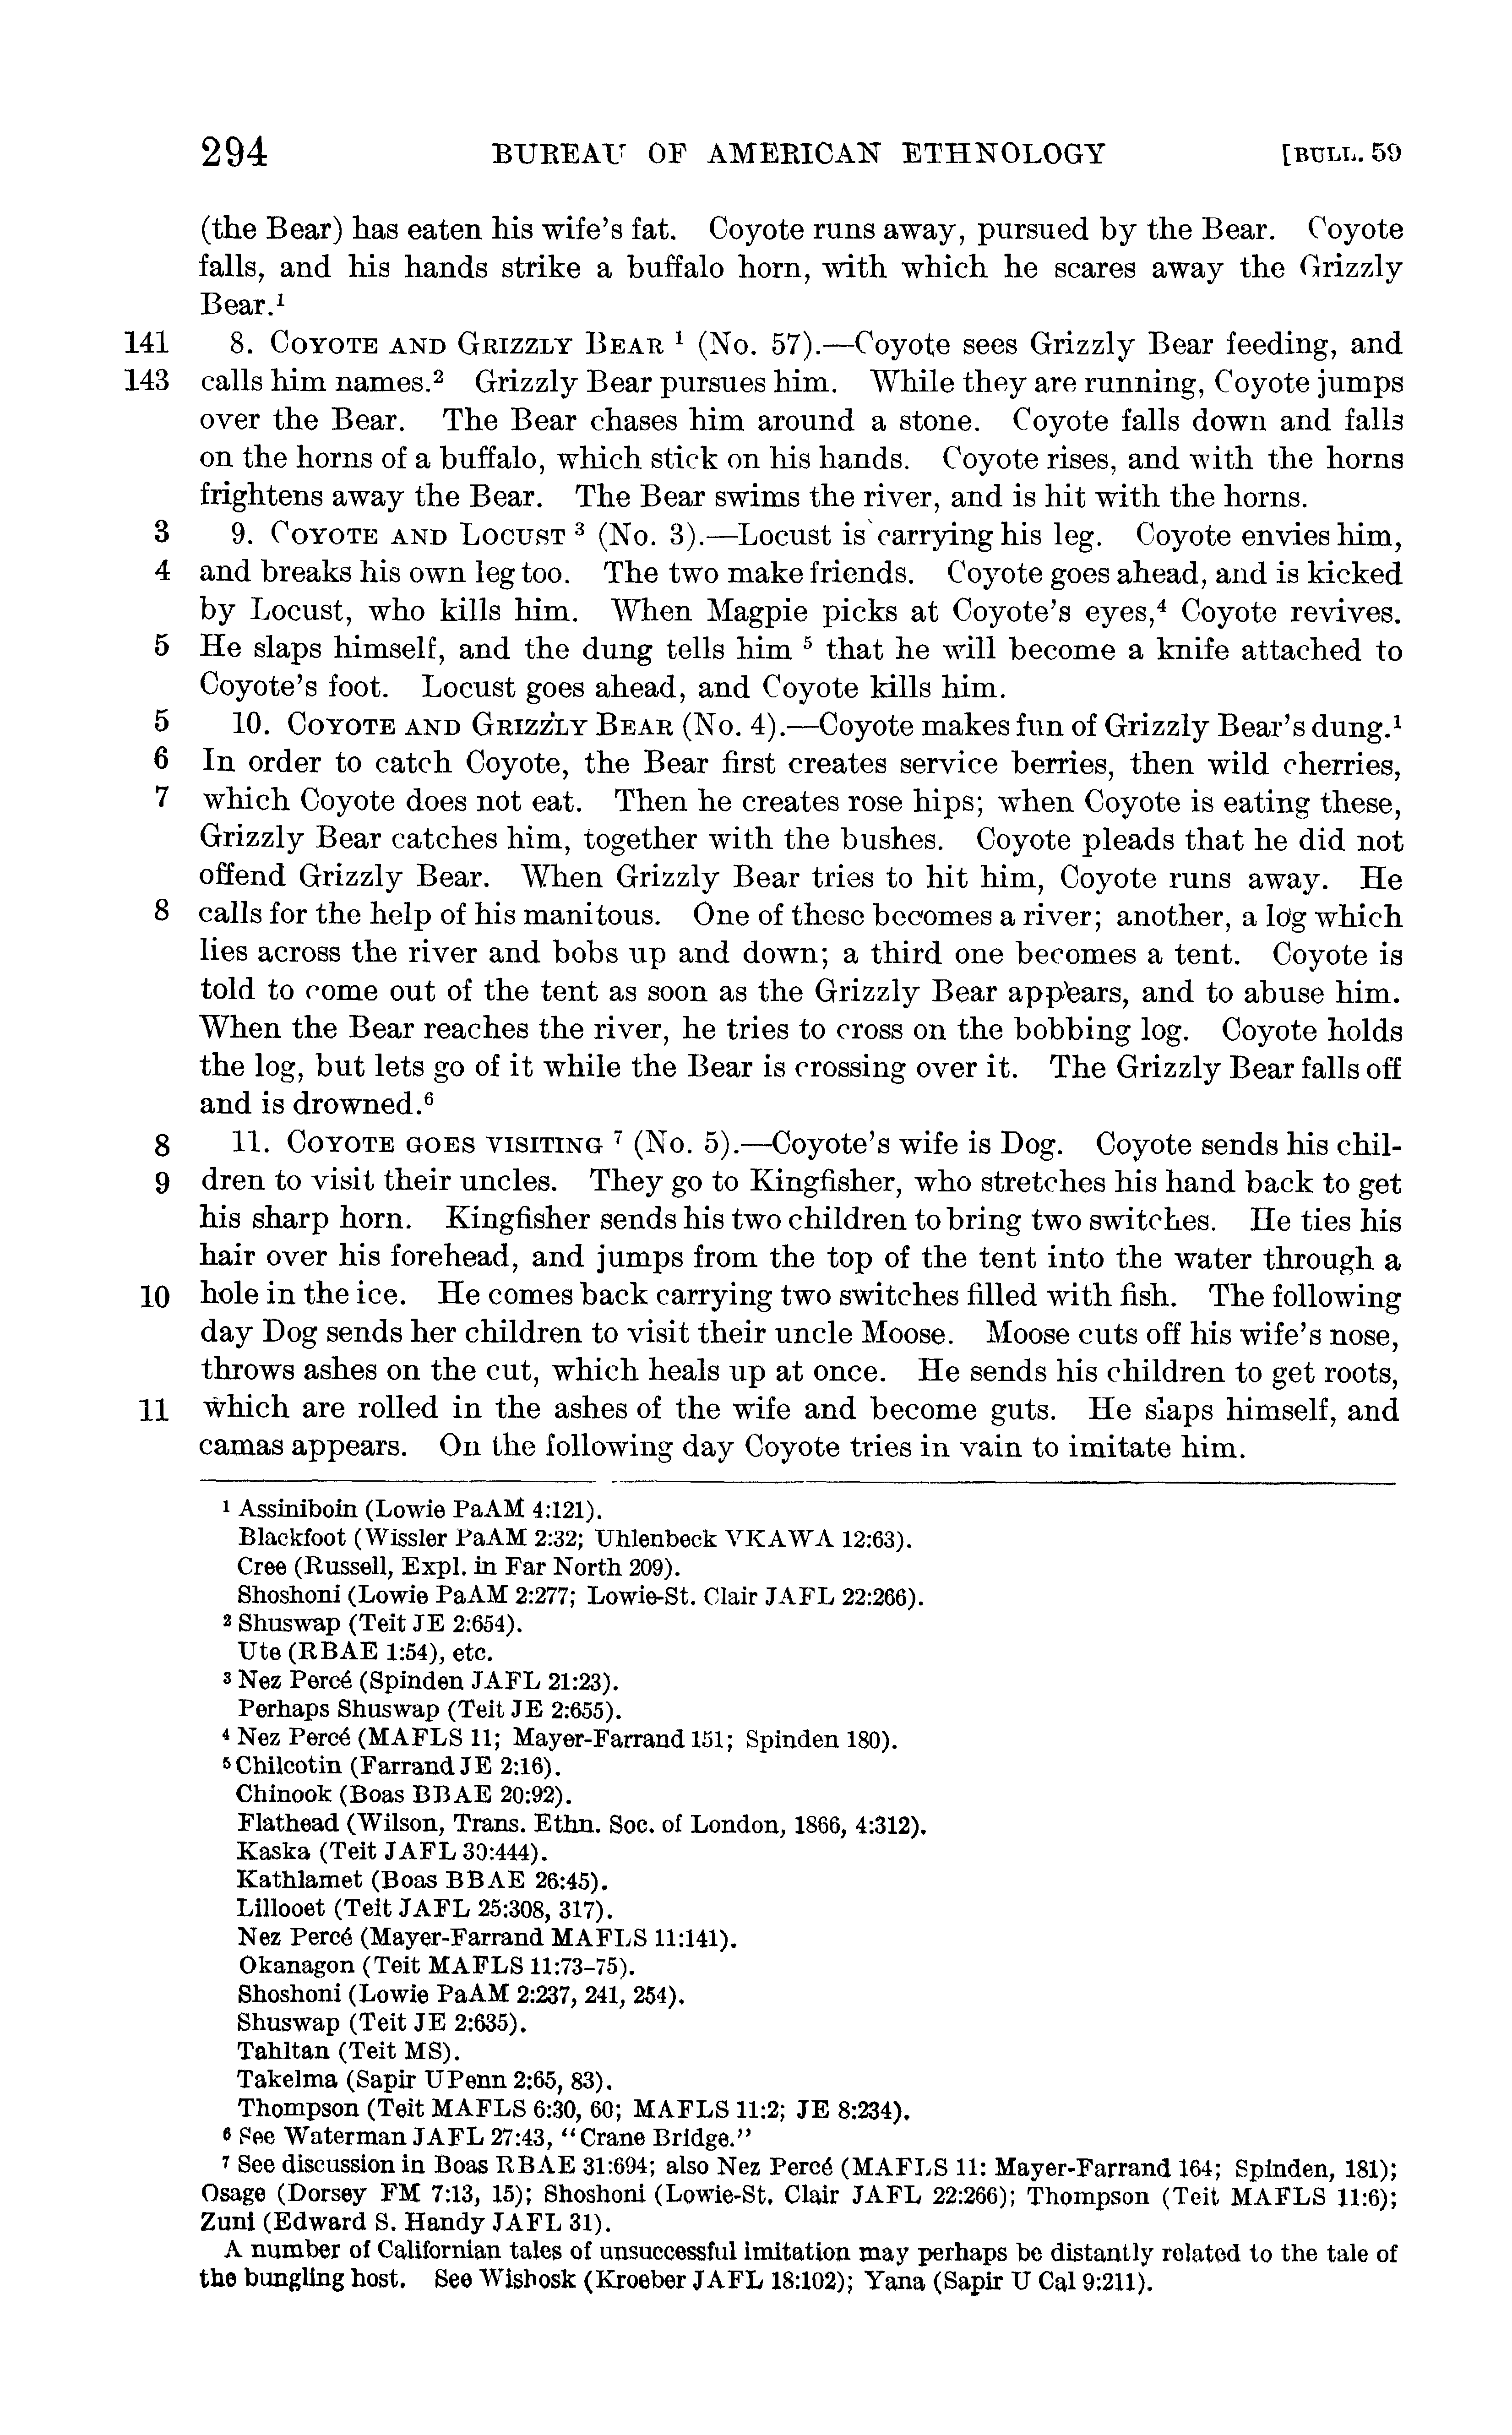 294 BUREAU OF AMERICAN ETHNOLOGY [BULL. 59
(the Bear) has eaten his wife's fat. Coyote runs away, pursued by the Bear. Coyote
falls, and his hands strike a buffalo horn, with which he scares away the Grizzly
Bear.¹
141 8. COYOTE AND GRIZZLY BEAR ¹ (No. 57).—Coyote sees Grizzly Bear feeding, and
143 calls him names.² Grizzly Bear pursues him. While they are running, Coyote jumps
over the Bear. The Bear chases him around a stone. Coyote falls down and falls
on the horns of a buffalo, which stick on his hands. Coyote rises, and with the horns
frightens away the Bear. The Bear swims the river, and is hit with the horns.
3 9. COYOTE AND LOCUST ³ (No. 3).—Locust is carrying his leg. Coyote envies him,
4 and breaks his own leg too. The two make friends. Coyote goes ahead, and is kicked
by Locust, who kills him. When Magpie picks at Coyote's eyes,⁴ Coyote revives.
5 He slaps himself, and the dung tells him ⁵ that he will become a knife attached to
Coyote's foot. Locust goes ahead, and Coyote kills him.
5 10. COYOTE AND GRIZZLY BEAR (No. 4).—Coyote makes fun of Grizzly Bear's dung.¹
6 In order to catch Coyote, the Bear first creates service berries, then wild cherries,
7 which Coyote does not eat. Then he creates rose hips; when Coyote is eating these,
Grizzly Bear catches him, together with the bushes. Coyote pleads that he did not
offend Grizzly Bear. When Grizzly Bear tries to hit him, Coyote runs away. He
8 calls for the help of his manitous. One of these becomes a river; another, a log which
lies across the river and bobs up and down; a third one becomes a tent. Coyote is
told to come out of the tent as soon as the Grizzly Bear appears, and to abuse him.
When the Bear reaches the river, he tries to cross on the bobbing log. Coyote holds
the log, but lets go of it while the Bear is crossing over it. The Grizzly Bear falls off
and is drowned.⁶
8 11. COYOTE GOES VISITING ⁷ (No. 5).—Coyote's wife is Dog. Coyote sends his chil-
9 dren to visit their uncles. They go to Kingfisher, who stretches his hand back to get
his sharp horn. Kingfisher sends his two children to bring two switches. He ties his
hair over his forehead, and jumps from the top of the tent into the water through a
10 hole in the ice. He comes back carrying two switches filled with fish. The following
day Dog sends her children to visit their uncle Moose. Moose cuts off his wife's nose,
throws ashes on the cut, which heals up at once. He sends his children to get roots,
11 which are rolled in the ashes of the wife and become guts. He slaps himself, and
camas appears. On the following day Coyote tries in vain to imitate him.
¹ Assiniboin (Lowie PaAM 4:121).
Blackfoot (Wissler PaAM 2:32; Uhlenbeck VKAWA 12:63).
Cree (Russell, Expl. in Far North 209).
Shoshoni (Lowie PaAM 2:277; Lowie-St. Clair JAFL 22:266).
² Shuswap (Teit JE 2:654).
Ute (RBAE 1:54), etc.
³ Nez Percé (Spinden JAFL 21:23).
Perhaps Shuswap (Teit JE 2:655).
⁴ Nez Percé (MAFLS 11; Mayer-Farrand 151; Spinden 180).
⁵ Chilcotin (Farrand JE 2:16).
Chinook (Boas BBAE 20:92).
Flathead (Wilson, Trans. Ethn. Soc. of London, 1866, 4:312).
Kaska (Teit JAFL 30:444).
Kathlamet (Boas BBAE 26:45).
Lillooet (Teit JAFL 25:308, 317).
Nez Percé (Mayer-Farrand MAFLS 11:141).
Okanagon (Teit MAFLS 11:73-75).
Shoshoni (Lowie PaAM 2:237, 241, 254).
Shuswap (Teit JE 2:635).
Tahltan (Teit MS).
Takelma (Sapir UPenn 2:65, 83).
Thompson (Teit MAFLS 6:30, 60; MAFLS 11:2; JE 8:234).
⁶ See Waterman JAFL 27:43, "Crane Bridge."
⁷ See discussion in Boas RBAE 31:694; also Nez Percé (MAFLS 11: Mayer-Farrand 164; Spinden, 181);
Osage (Dorsey FM 7:13, 15); Shoshoni (Lowie-St. Clair JAFL 22:266); Thompson (Teit MAFLS 11:6);
Zuni (Edward S. Handy JAFL 31).
A number of Californian tales of unsuccessful imitation may perhaps be distantly related to the tale of
the bungling host. See Wishosk (Kroeber JAFL 18:102); Yana (Sapir U Cal 9:211).